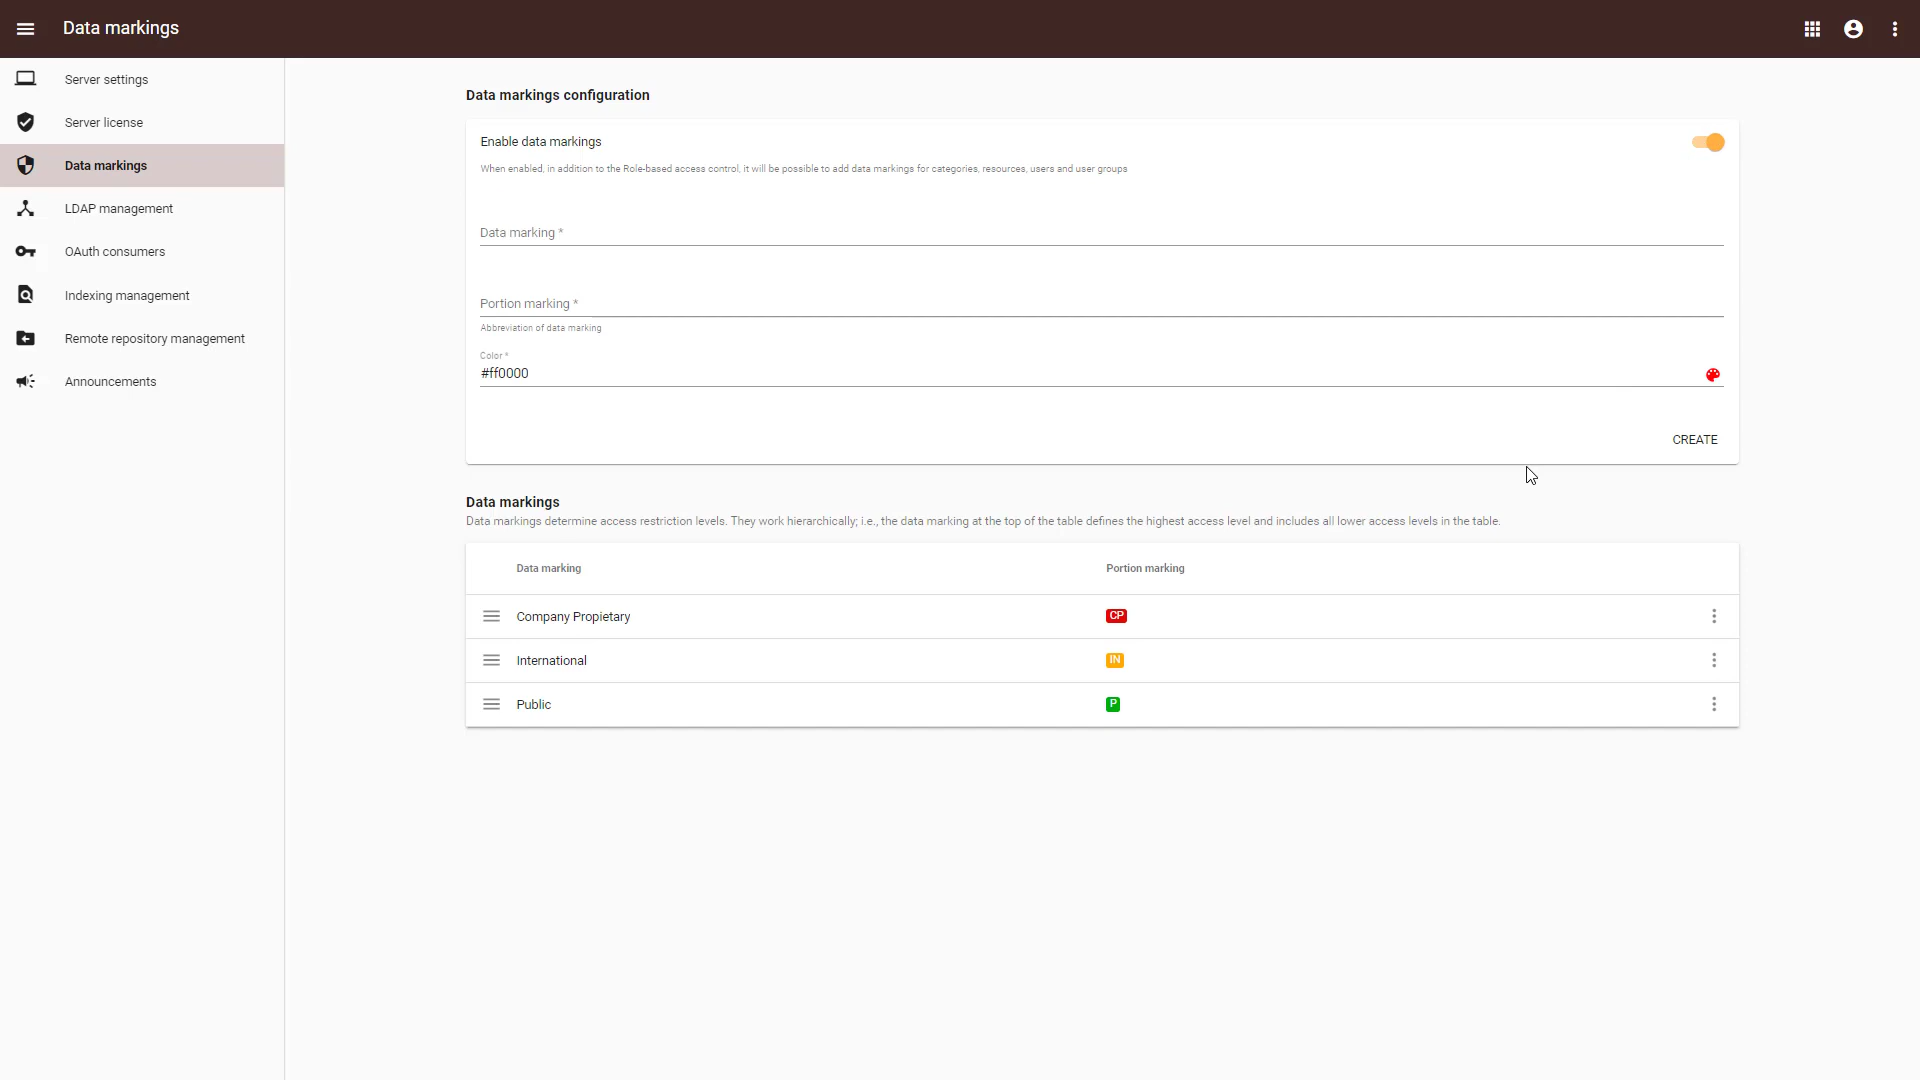 Data markings
Server settings
Server license
Data markings
LDAP management
OAuth consumers
Indexing management
Remote repository management
Announcements
Data markings configuration
Enable data markings
When enabled, in addition to the Role-based access control, it will be possible to add data markings for categories, resources, users and user groups
Data marking *
Portion marking *
Abbreviation of data marking
Color *
#ff0000
CREATE
Data markings
Data markings determine access restriction levels. They work hierarchically; i.e., the data marking at the top of the table defines the highest access level and includes all lower access levels in the table.
Data marking Portion marking
Company Propietary CP
International IN
Public P